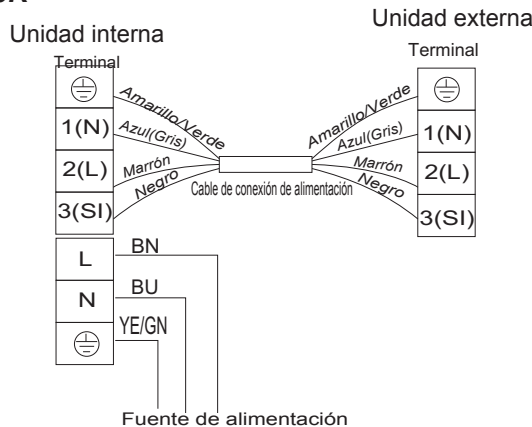 Unidad interna
Unidad externa
Terminal
Terminal
Amarillo/Verde
Amarillo/Verde
1(N)
Azul(Gris)
Azul(Gris)
1(N)
2(L)
Marrón
Marrón
2(L)
Negro
Cable de conexión de alimentación
Negro
3(SI)
3(SI)
L
BN
N
BU
YE/GN
Fuente de alimentación